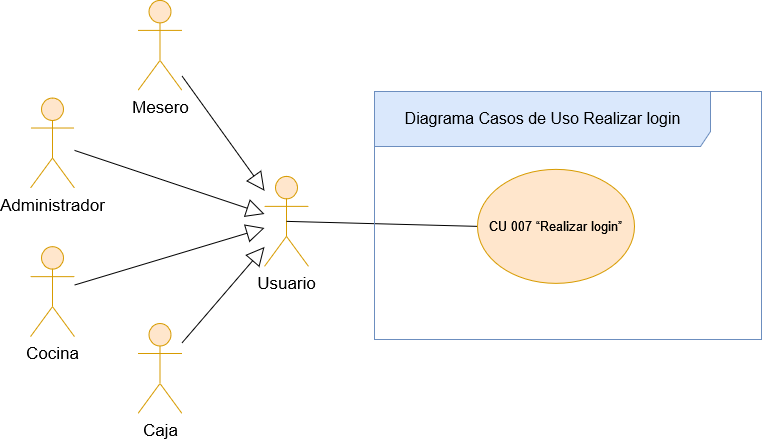 Mesero
Diagrama Casos de Uso Realizar login
Administrador
CU 007 “Realizar login”
Usuario
Cocina
Caja